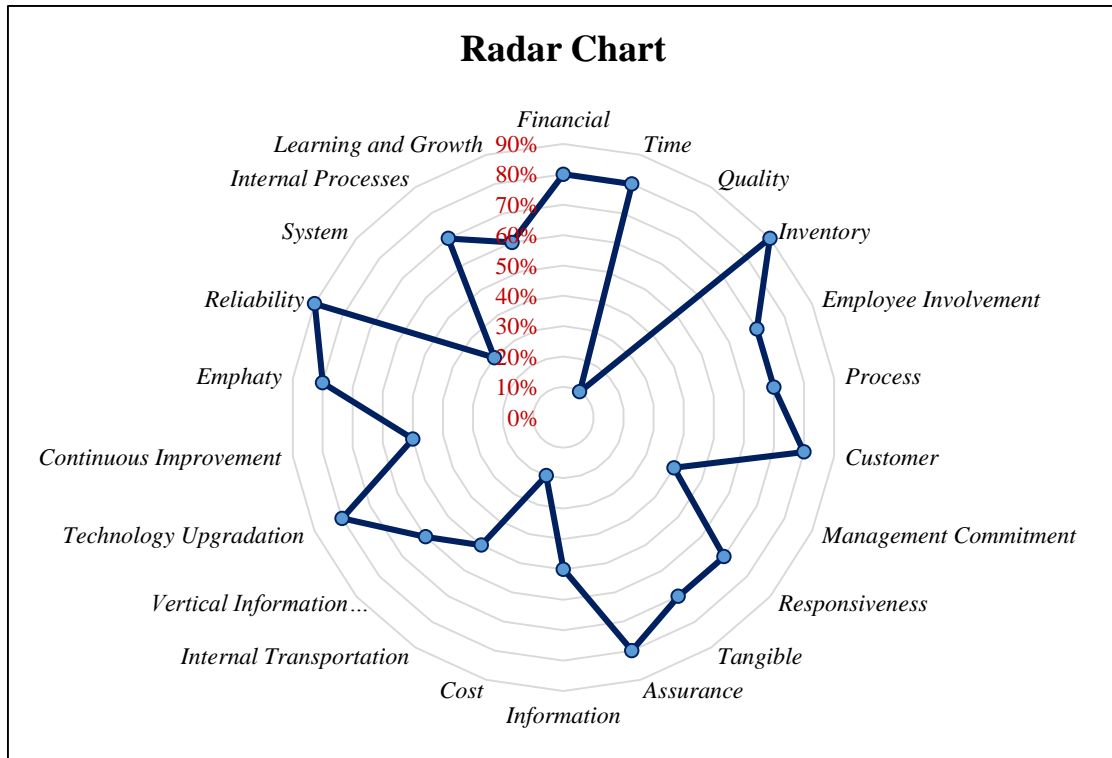 Radar Chart
Financial
Time
Quality
Inventory
Employee Involvement
Process
Customer
Management Commitment
Responsiveness
Tangible
Assurance
Information
Cost
Internal Transportation
Vertical Information…
Technology Upgradation
Continuous Improvement
Emphaty
Reliability
System
Internal Processes
Learning and Growth
90%
80%
70%
60%
50%
40%
30%
20%
10%
0%